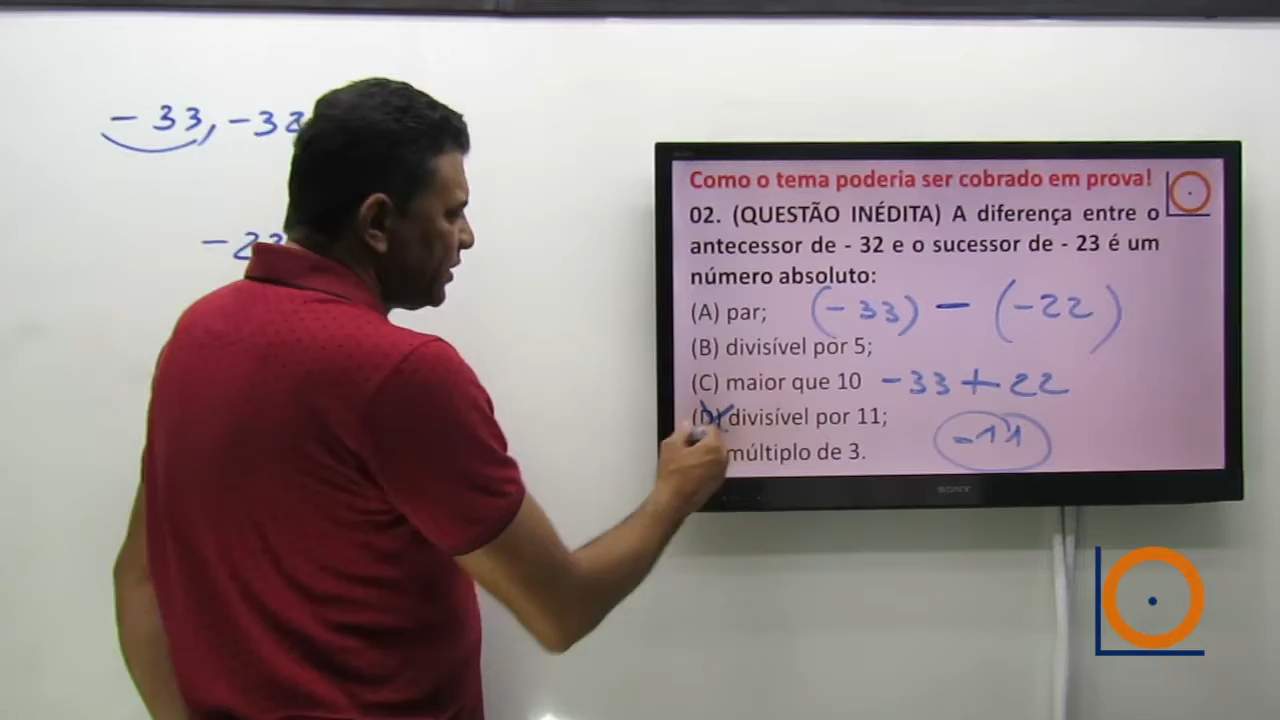 - 33, - 32
- 22
Como o tema poderia ser cobrado em prova!
02. (QUESTÃO INÉDITA) A diferença entre o
antecessor de - 32 e o sucessor de - 23 é um
número absoluto:
(A) par; (- 33) - (-22)
(B) divisível por 5;
(C) maior que 10 - 33 + 22
(D) divisível por 11; - 11
múltiplo de 3.
SONY